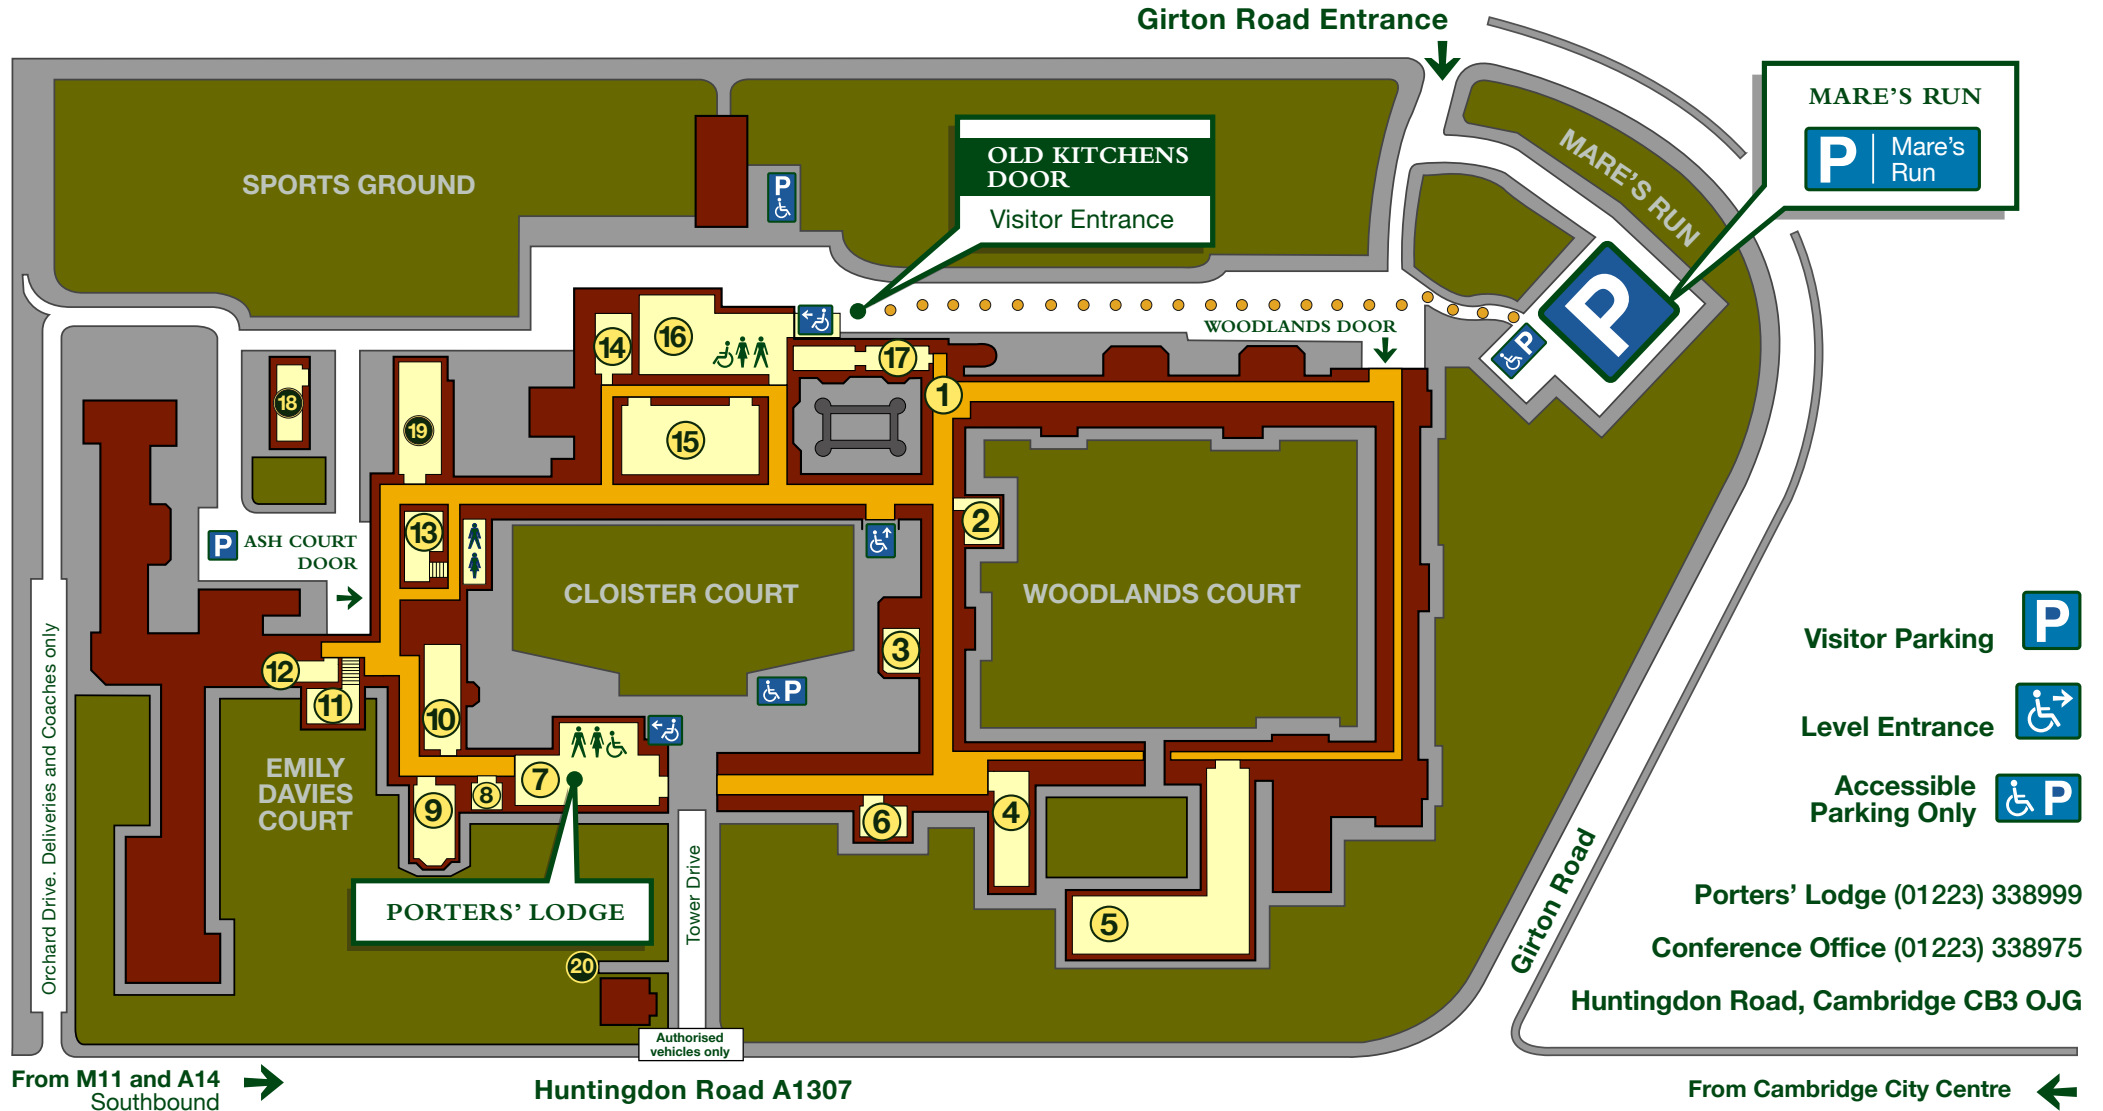 Girton Road Entrance
MARE'S RUN
P
Mare's
Run
MARE'S RUN
OLD KITCHENS
DOOR
Visitor Entrance
SPORTS GROUND
P
P
P
WOODLANDS DOOR
14
16
17
1
15
18
19
13
2
P
ASH COURT
DOOR
CLOISTER COURT
WOODLANDS COURT
3
12
11
10
P
EMILY
DAVIES
COURT
7
8
9
6
4
5
PORTERS' LODGE
20
Tower Drive
Orchard Drive. Deliveries and Coaches only
Authorised
vehicles only
Girton Road
Visitor Parking
P
Level Entrance
Accessible
Parking Only
P
Porters' Lodge (01223) 338999
Conference Office (01223) 338975
Huntingdon Road, Cambridge CB3 OJG
From M11 and A14
Southbound
Huntingdon Road A1307
From Cambridge City Centre